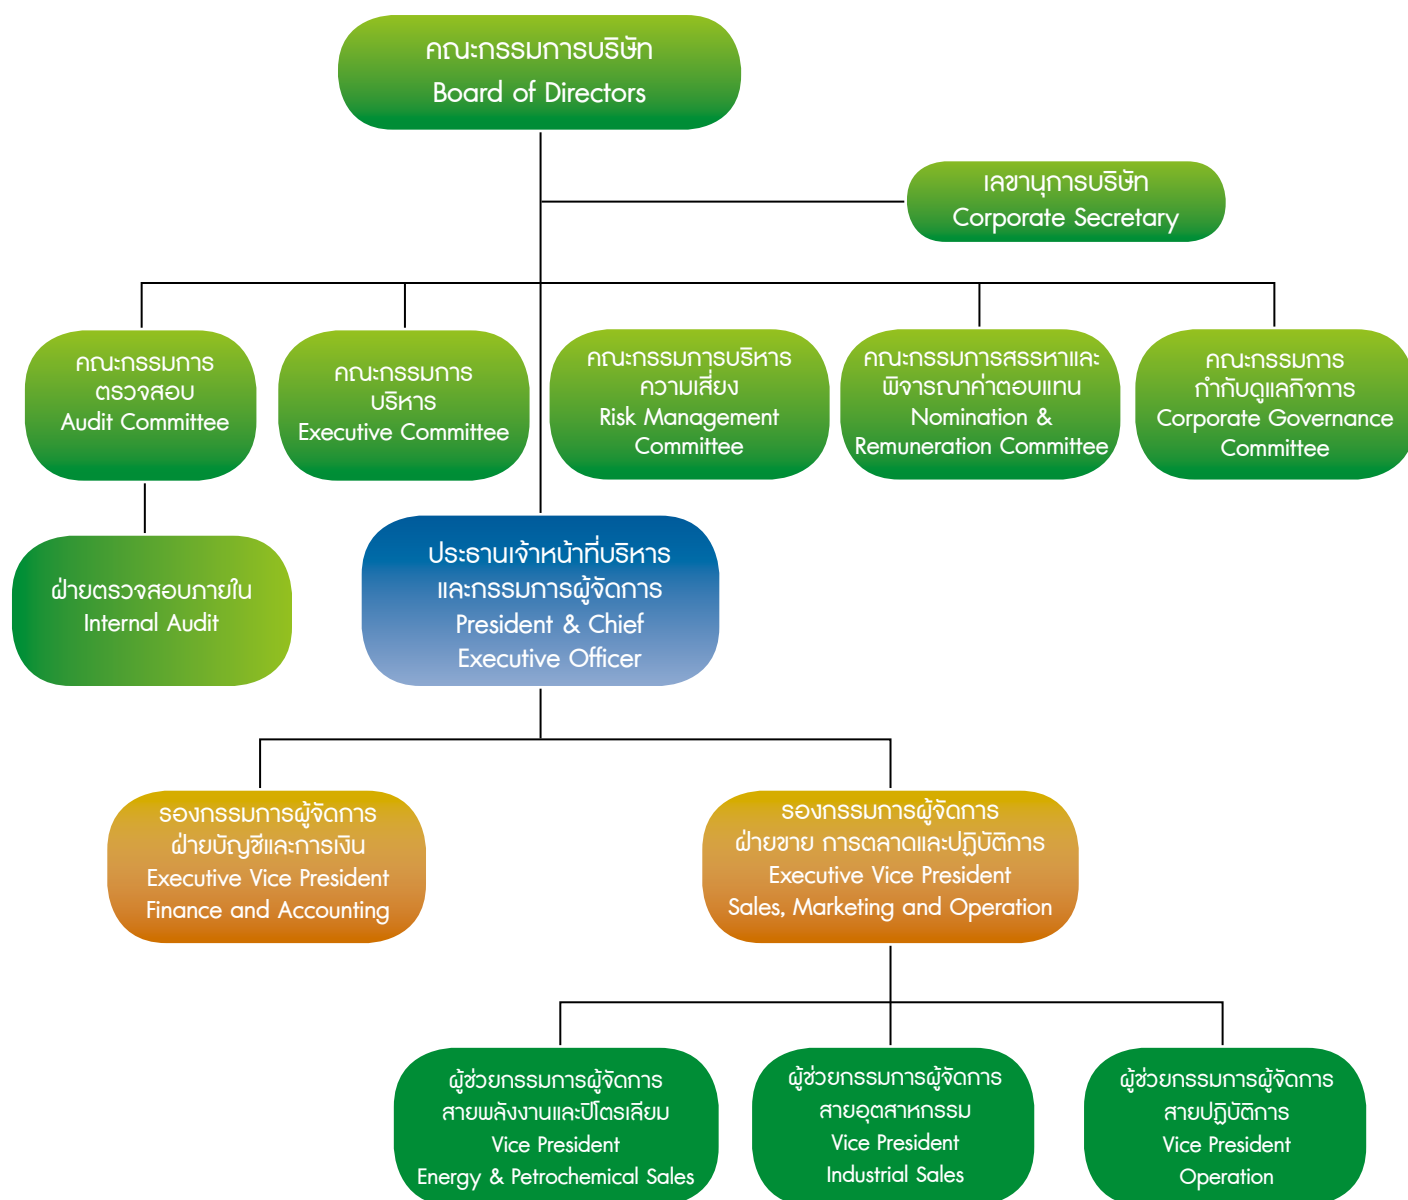 คณะกรรมการบริษัท
Board of Directors
เลขานุการบริษัท
Corporate Secretary
คณะกรรมการ
ตรวจสอบ
Audit Committee
คณะกรรมการ
บริหาร
Executive Committee
คณะกรรมการบริหาร
ความเสี่ยง
Risk Management
Committee
คณะกรรมการสรรหาและ
พิจารณาค่าตอบแทน
Nomination &
Remuneration Committee
คณะกรรมการ
กำกับดูแลกิจการ
Corporate Governance
Committee
ฝ่ายตรวจสอบภายใน
Internal Audit
ประธานเจ้าหน้าที่บริหาร
และกรรมการผู้จัดการ
President & Chief
Executive Officer
รองกรรมการผู้จัดการ
ฝ่ายบัญชีและการเงิน
Executive Vice President
Finance and Accounting
รองกรรมการผู้จัดการ
ฝ่ายขาย การตลาดและปฏิบัติการ
Executive Vice President
Sales, Marketing and Operation
ผู้ช่วยกรรมการผู้จัดการ
สายพลังงานและปิโตรเลียม
Vice President
Energy & Petrochemical Sales
ผู้ช่วยกรรมการผู้จัดการ
สายอุตสาหกรรม
Vice President
Industrial Sales
ผู้ช่วยกรรมการผู้จัดการ
สายปฏิบัติการ
Vice President
Operation